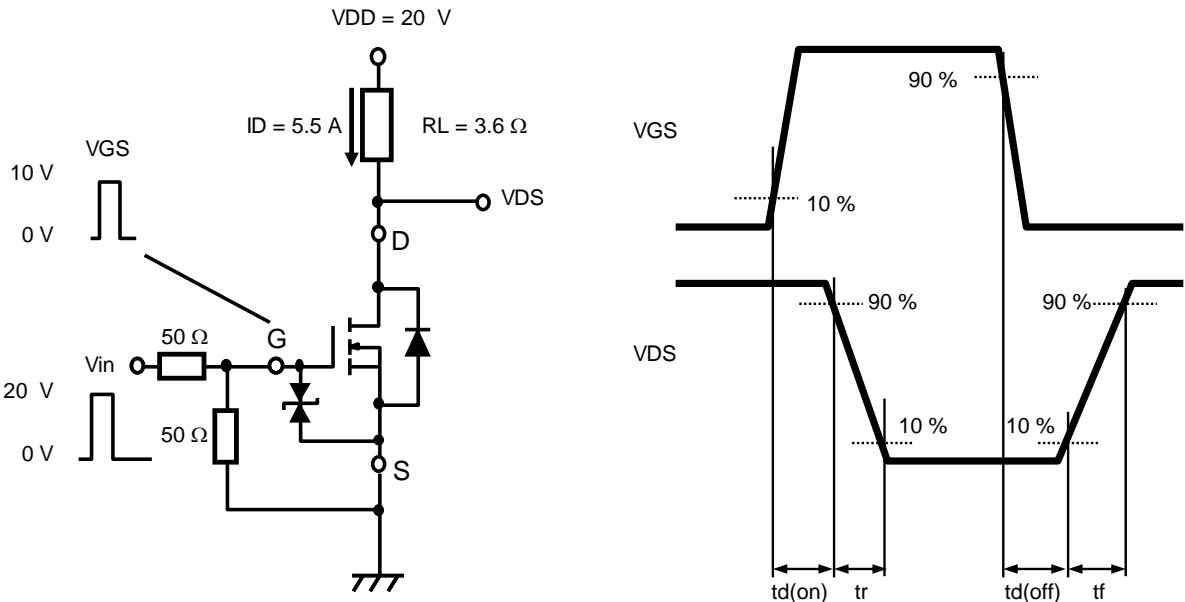 VDD = 20 V
ID = 5.5 A
RL = 3.6 Ω
VGS
10 V
0 V
VDS
D
50 Ω
G
Vin
20 V
0 V
50 Ω
S
VGS
90 %
10 %
VDS
90 %
90 %
10 %
10 %
td(on)
tr
td(off)
tf